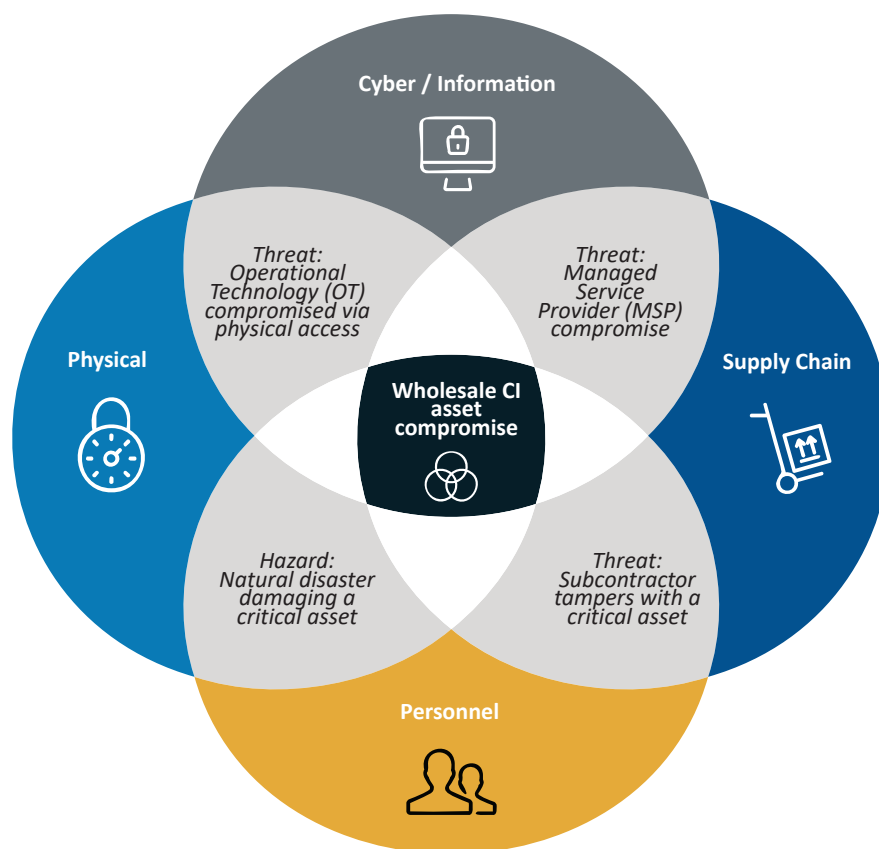 Cyber / Information
Threat:
Operational
Technology (OT)
compromised via
physical access
Threat:
Managed
Service
Provider (MSP)
compromise
Physical
Supply Chain
Wholesale CI
asset
compromise
Hazard:
Natural disaster
damaging a
critical asset
Threat:
Subcontractor
tampers with a
critical asset
Personnel